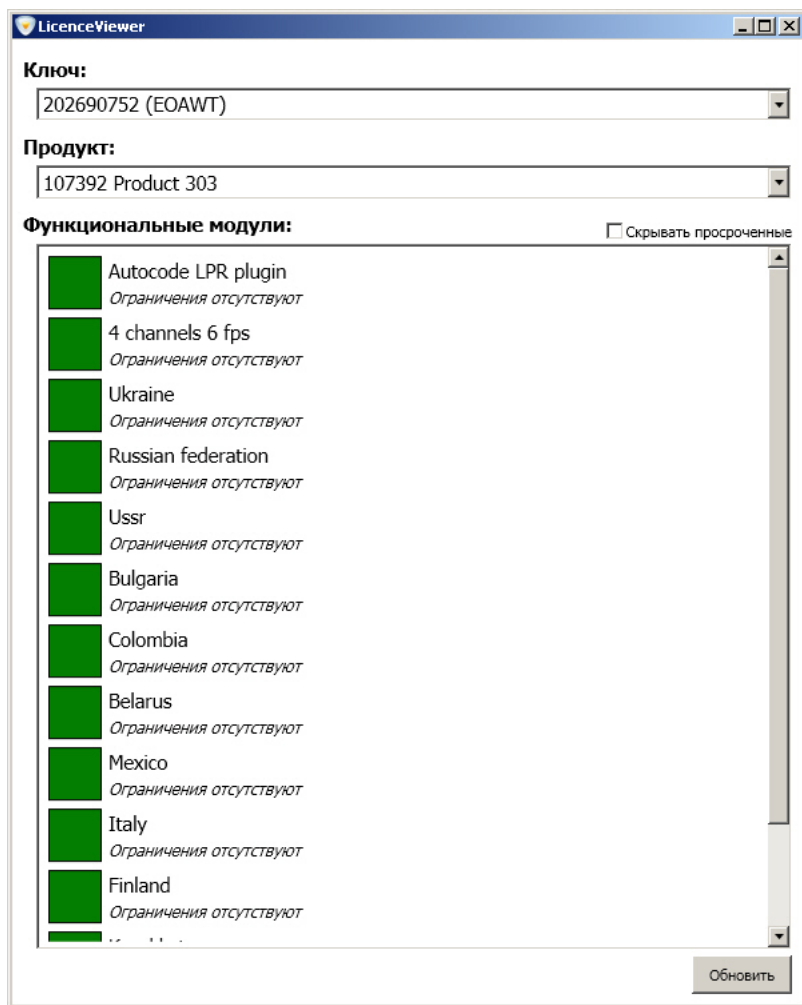 LicenceViewer
Ключ:
202690752 (EOAWT)
Продукт:
107392 Product 303
Функциональные модули:
Скрывать просроченные
Autocode LPR plugin
Ограничения отсутствуют
4 channels 6 fps
Ограничения отсутствуют
Ukraine
Ограничения отсутствуют
Russian federation
Ограничения отсутствуют
Ussr
Ограничения отсутствуют
Bulgaria
Ограничения отсутствуют
Colombia
Ограничения отсутствуют
Belarus
Ограничения отсутствуют
Mexico
Ограничения отсутствуют
Italy
Ограничения отсутствуют
Finland
Ограничения отсутствуют
Обновить